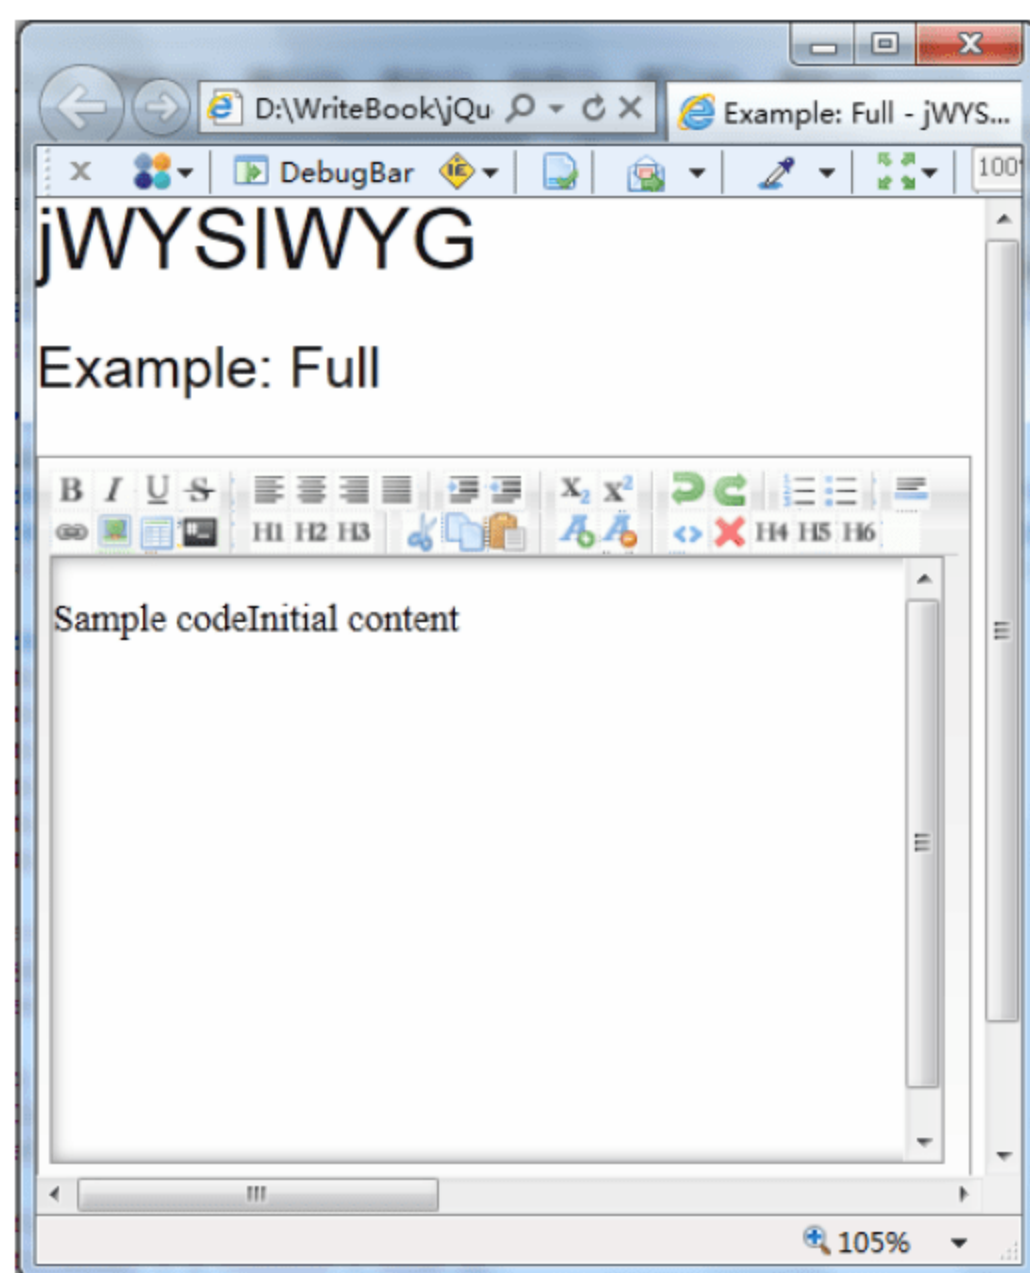 D:\WriteBook\jQu
Example: Full - jWYS...
DebugBar
100
jWYSIWYG
Example: Full
B I U S X2 X2
H1 H2 H3 A A H4 H5 H6
Sample codeInitial content
105%